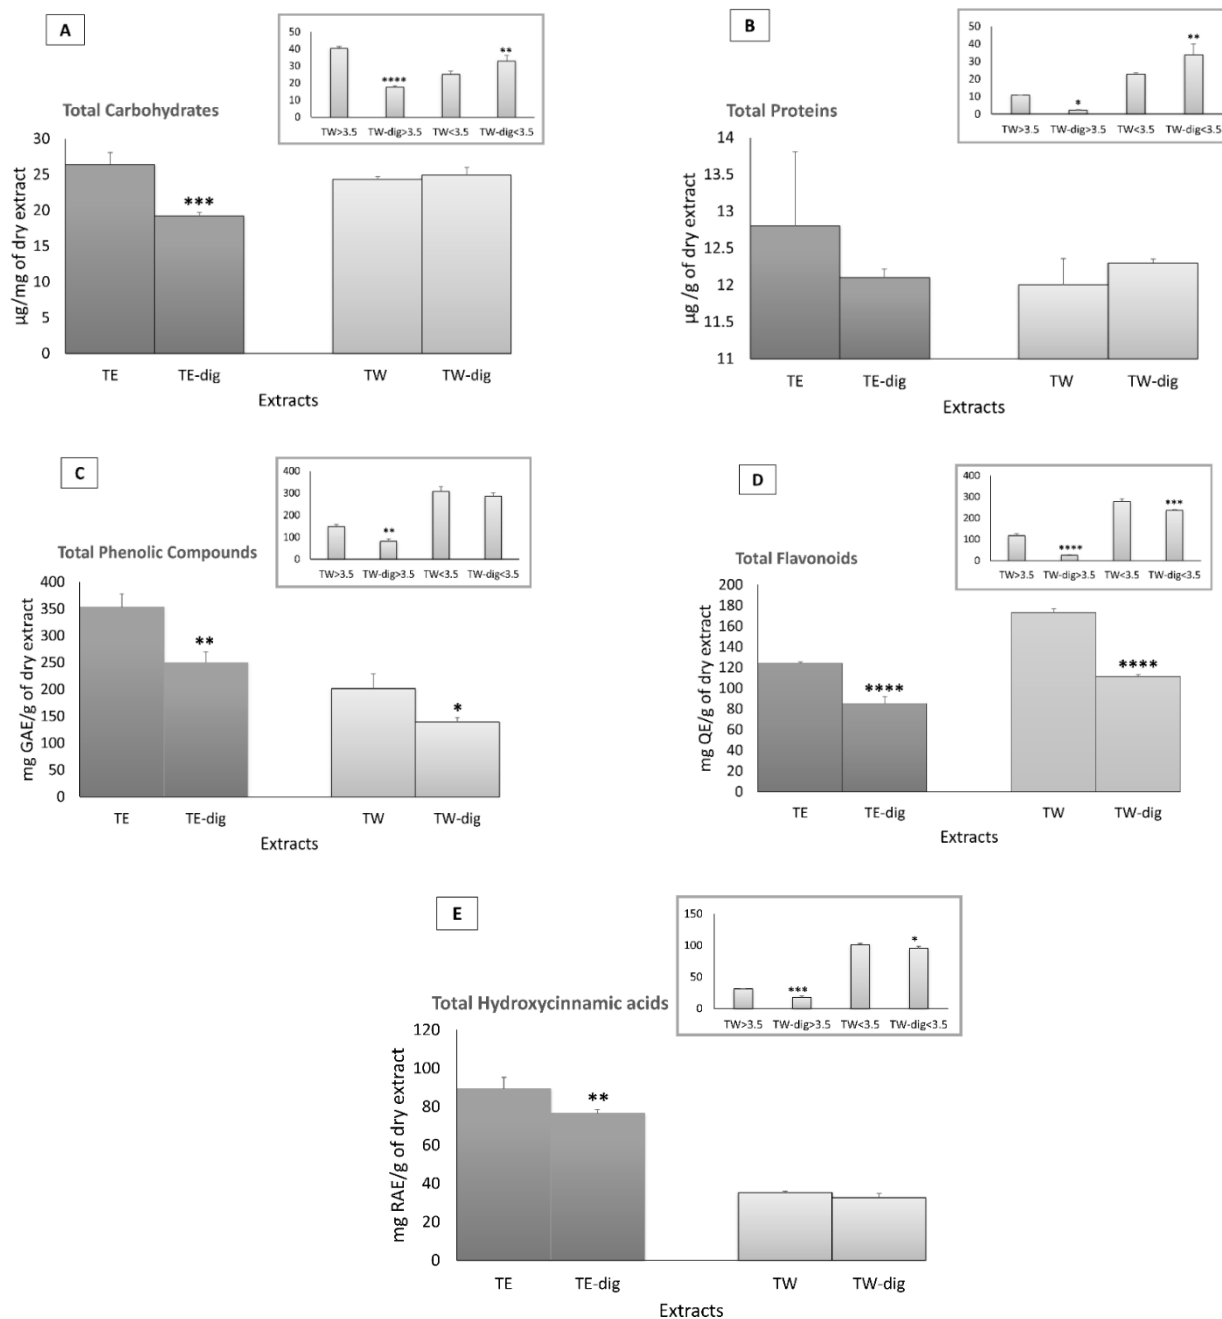 A
50
40
30
20
10
0
****
**
TW>3.5 TW-dig>3.5 TW<3.5 TW-dig<3.5
Total Carbohydrates
µg/mg of dry extract
30
25
20
15
10
5
0
***
TE TE-dig TW TW-dig
Extracts
B
50
40
30
20
10
0
*
**
TW>3.5 TW-dig>3.5 TW<3.5 TW-dig<3.5
Total Proteins
µg /g of dry extract
14
13.5
13
12.5
12
11.5
11
TE TE-dig TW TW-dig
Extracts
C
400
300
200
100
0
**
TW>3.5 TW-dig>3.5 TW<3.5 TW-dig<3.5
Total Phenolic Compounds
mg GAE/g of dry extract
400
350
300
250
200
150
100
50
0
**
*
TE TE-dig TW TW-dig
Extracts
D
400
300
200
100
0
****
***
TW>3.5 TW-dig>3.5 TW<3.5 TW-dig<3.5
Total Flavonoids
mg QE/g of dry extract
200
180
160
140
120
100
80
60
40
20
0
****
****
TE TE-dig TW TW-dig
Extracts
E
150
100
50
0
***
*
TW>3.5 TW-dig>3.5 TW<3.5 TW-dig<3.5
Total Hydroxycinnamic acids
mg RAE/g of dry extract
120
100
80
60
40
20
0
**
TE TE-dig TW TW-dig
Extracts